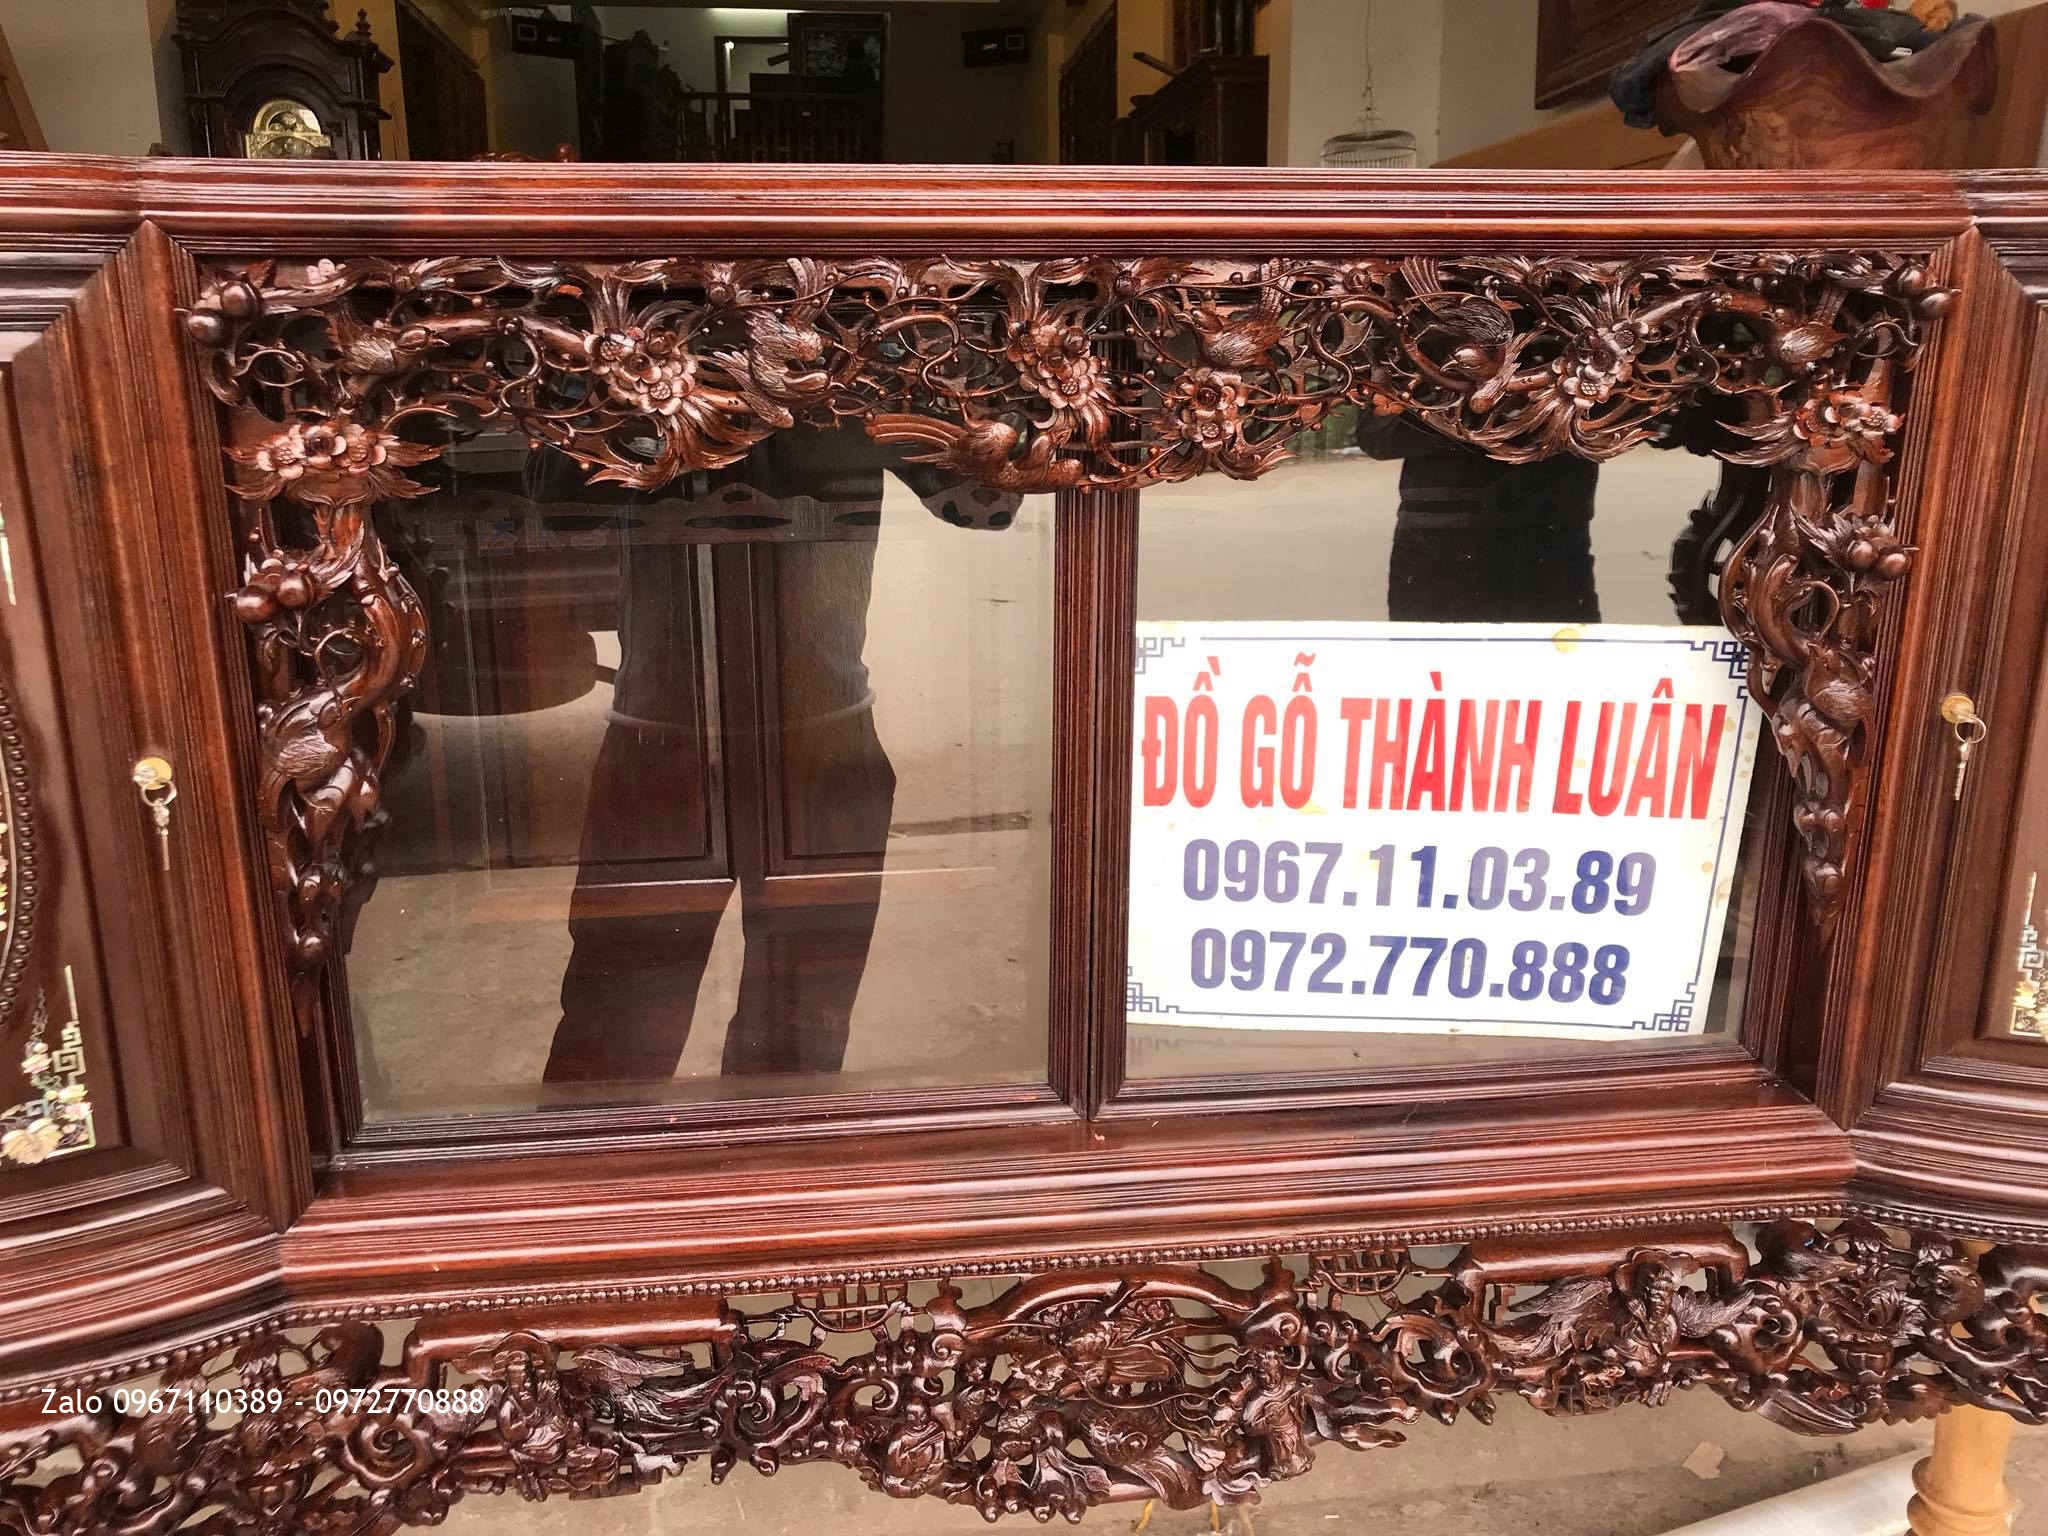 ĐỒ GỖ THÀNH LUÂN
0967.11.03.89
0972.770.888
Zalo 0967110389 - 0972770888